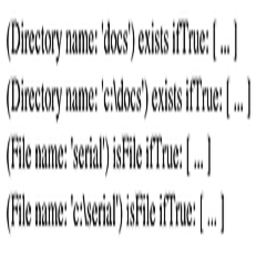 (Directory name: 'docs') exists ifTrue: [ ... ]
(Directory name: 'c:\docs') exists ifTrue: [ ... ]
(File name: 'serial') isFile ifTrue: [ ... ]
(File name: 'c:\serial') isFile ifTrue: [ ... ]